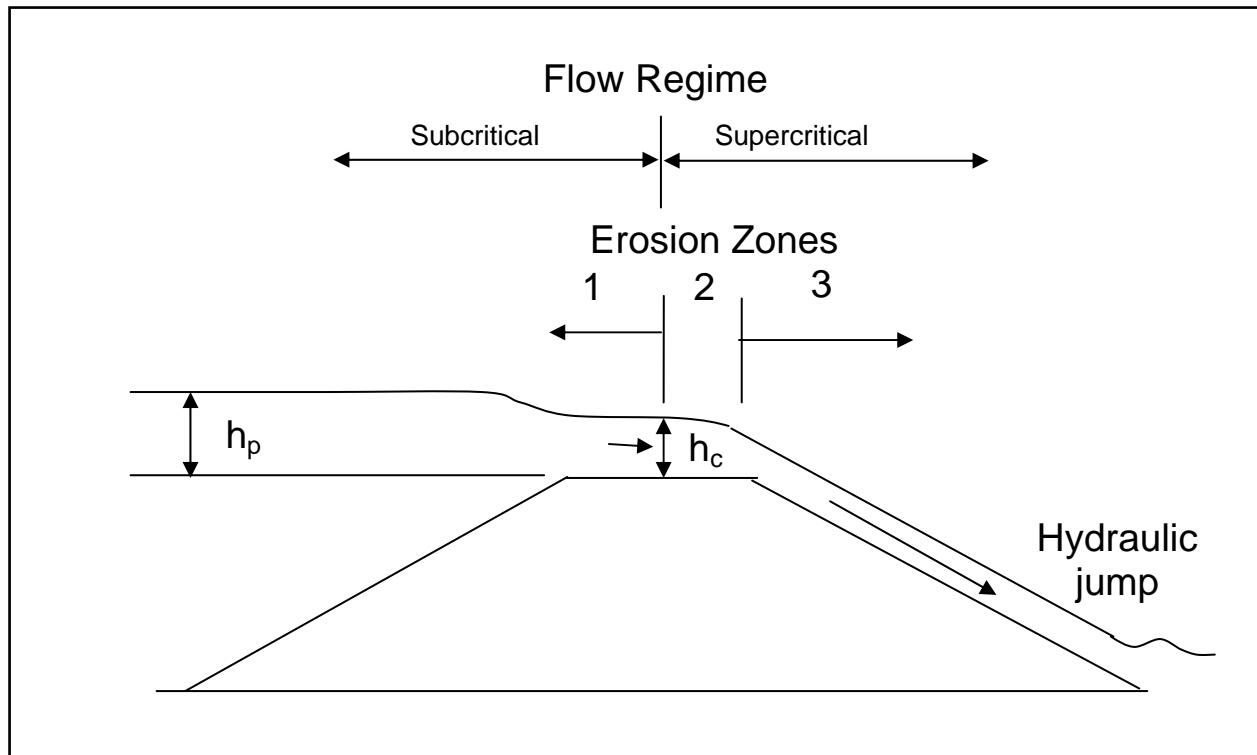 Flow Regime
Subcritical
Supercritical
Erosion Zones
1 2 3
hp
hc
Hydraulic
jump